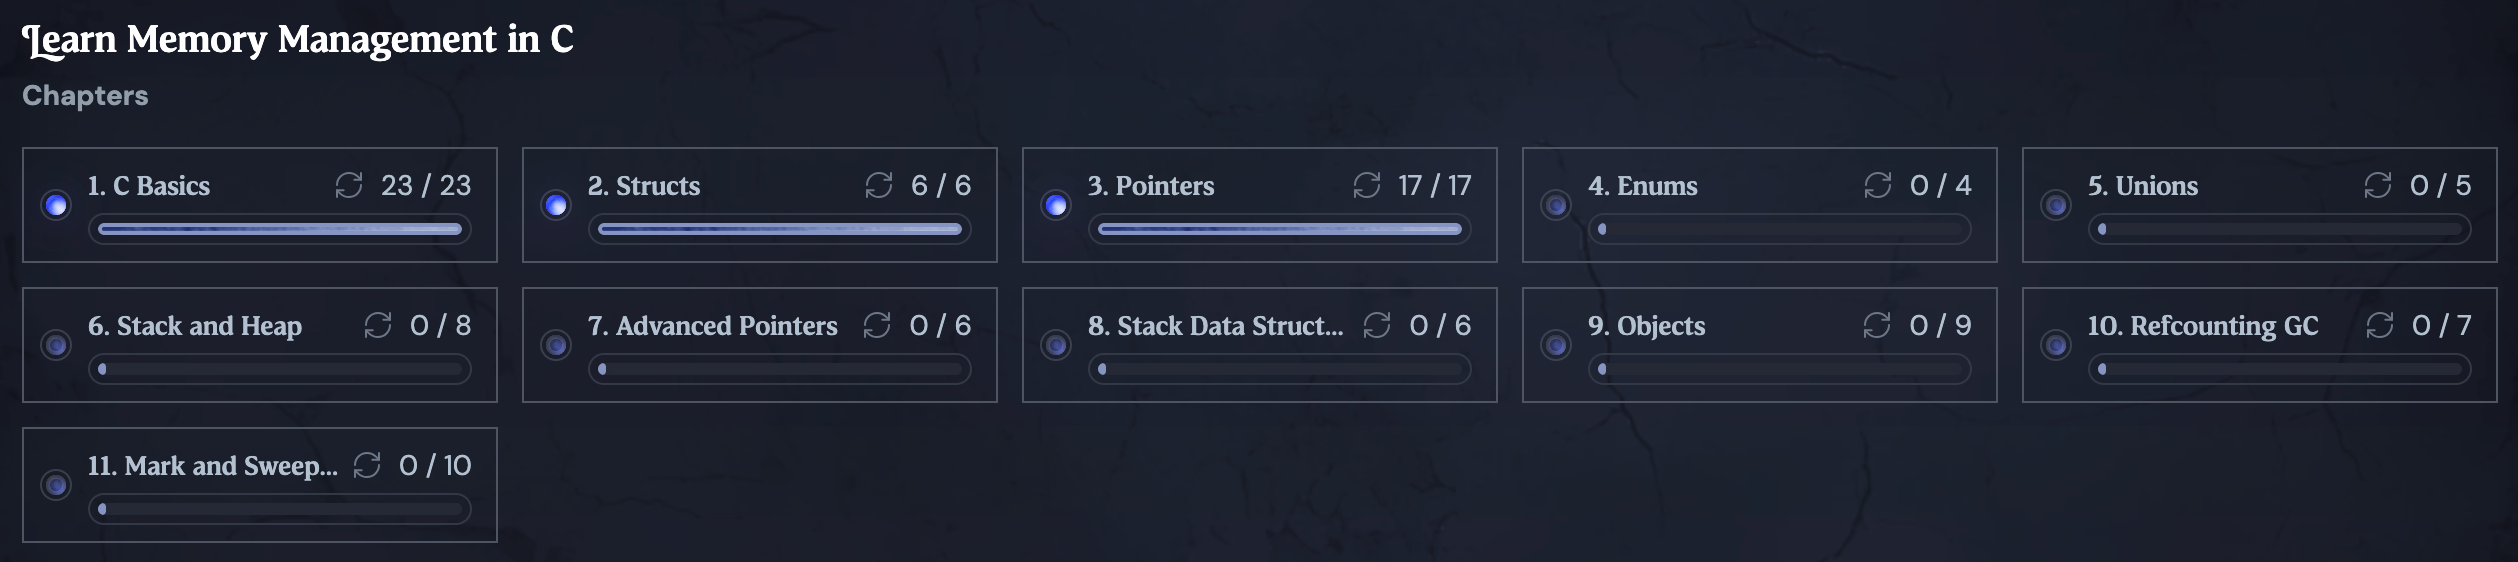 Learn Memory Management in C
Chapters
1. C Basics 23 / 23
2. Structs 6 / 6
3. Pointers 17 / 17
4. Enums 0 / 4
5. Unions 0 / 5
6. Stack and Heap 0 / 8
7. Advanced Pointers 0 / 6
8. Stack Data Struct... 0 / 6
9. Objects 0 / 9
10. Refcounting GC 0 / 7
11. Mark and Sweep... 0 / 10